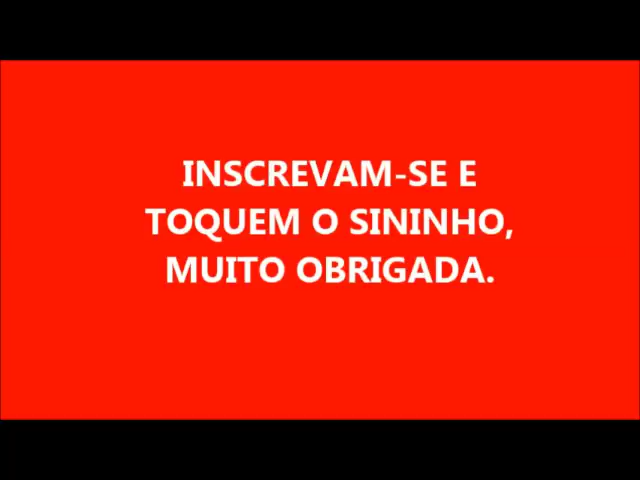 INSCREVAM-SE E
TOQUEM O SININHO,
MUITO OBRIGADA.